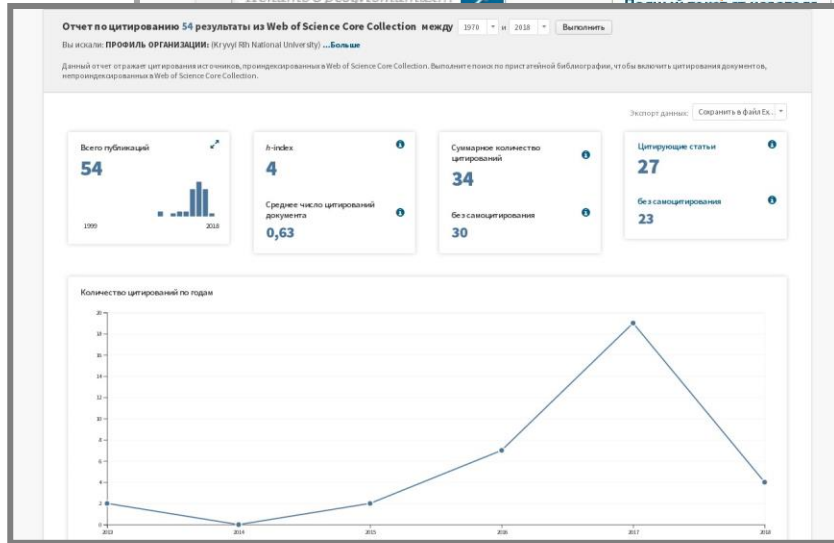 Отчет по цитированию 54 результаты из Web of Science Core Collection между 1970 и 2018 Выполнить
Вы искали: ПРОФИЛЬ ОРГАНИЗАЦИИ: (Kryvyi Rih National University) ...Больше
Данный отчет отражает цитирования источников, проиндексированных в Web of Science Core Collection. Выполните поиск по пристатейной библиографии, чтобы включить цитирования документов,
непроиндексированных в Web of Science Core Collection.
Экспорт данных: Сохранить в файл Ex...
Всего публикаций
54
1999 2018
h-index
4
Среднее число цитирований
документа
0,63
Суммарное количество
цитирований
34
без самоцитирования
30
Цитирующие статьи
27
без самоцитирования
23
Количество цитирований по годам
20
18
16
14
12
10
8
6
4
2
0
2013 2014 2015 2016 2017 2018